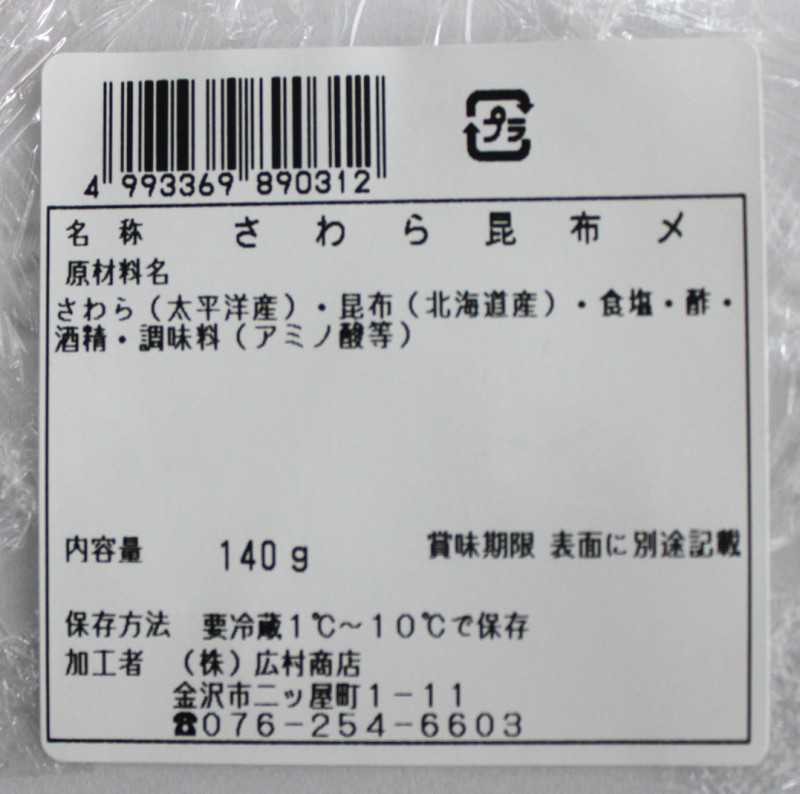 プラ
4 993369 890312
名称 さわら昆布〆
原材料名
さわら（太平洋産）・昆布（北海道産）・食塩・酢・
酒精・調味料（アミノ酸等）
内容量 140g 賞味期限 表面に別途記載
保存方法 要冷蔵1℃～10℃で保存
加工者 （株）広村商店
金沢市二ッ屋町1－11
☎076－254－6603